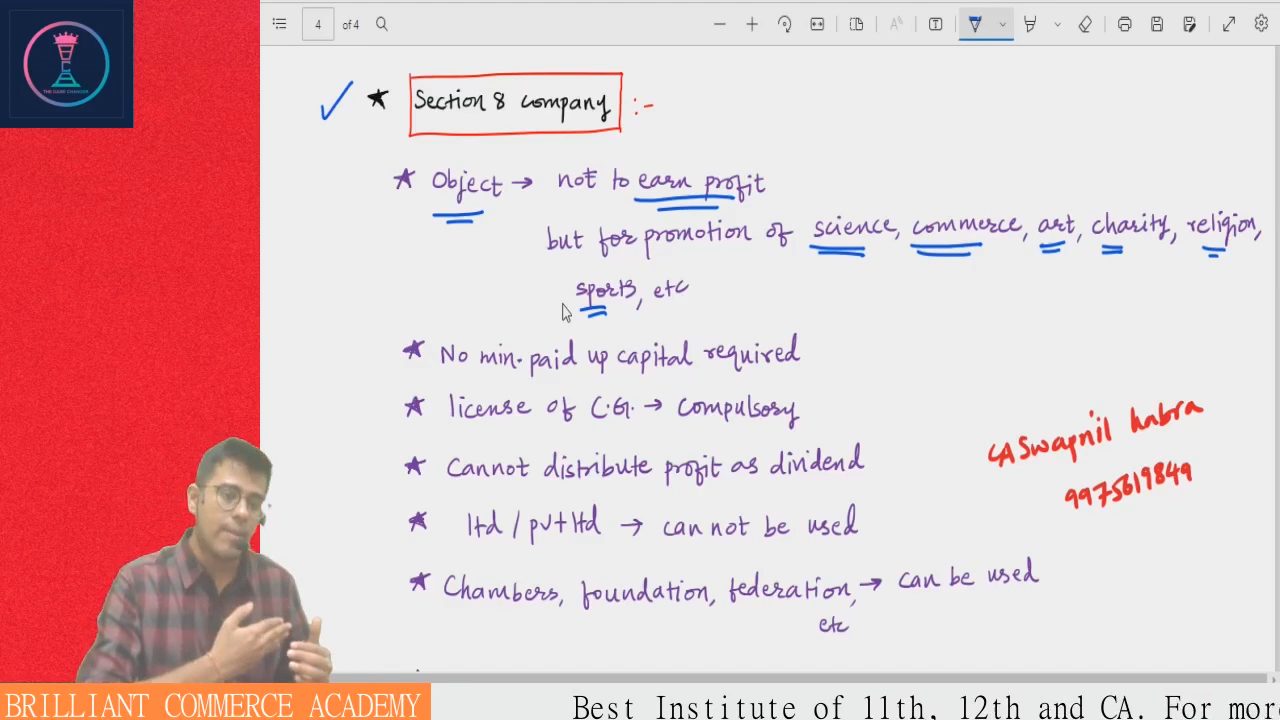 4 of 4
THE GAME CHANGER
★ Section 8 company :-
★ Object → not to earn profit
but for promotion of science, commerce, art, charity, religion,
sports, etc
★ No min. paid up capital required
★ license of C.G. → compulsory
★ Cannot distribute profit as dividend
★ ltd / pvt ltd → can not be used
★ Chambers, foundation, federation, etc → can be used
CA Swapnil Kabra
9975619849
BRILLIANT COMMERCE ACADEMY
Best Institute of 11th, 12th and CA. For mor